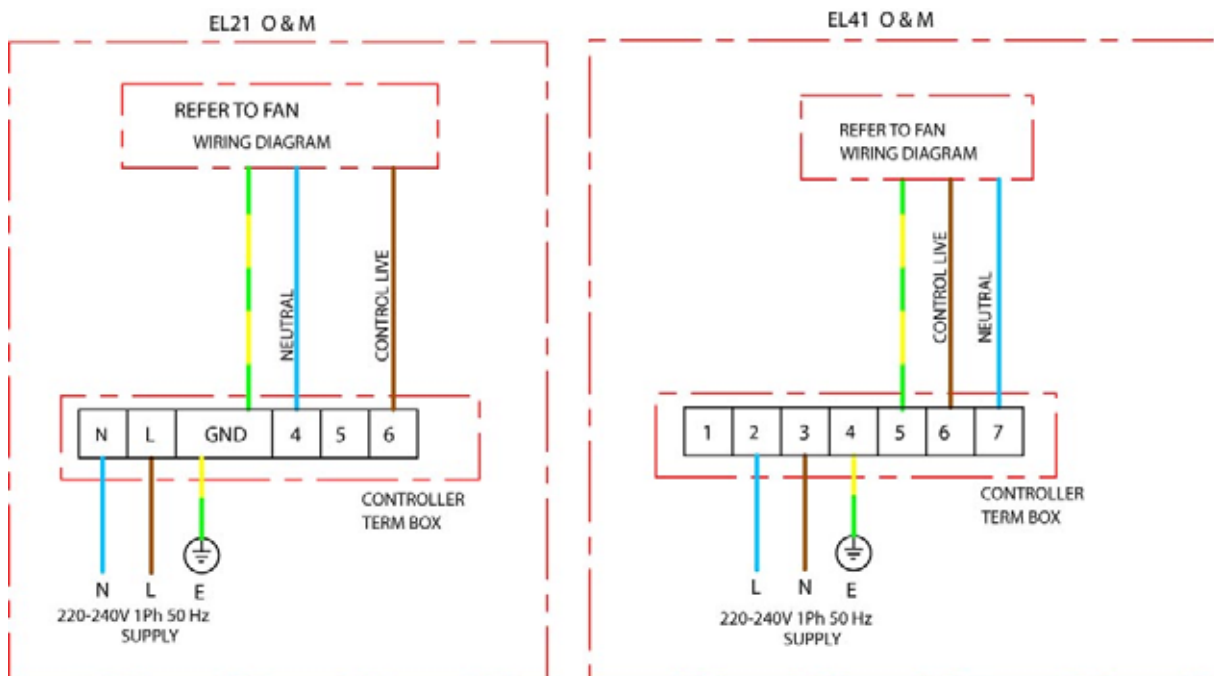 EL21 O & M
REFER TO FAN
WIRING DIAGRAM
NEUTRAL
CONTROL LIVE
N L GND 4 5 6
CONTROLLER
TERM BOX
N L E
220-240V 1Ph 50 Hz
SUPPLY
EL41 O & M
REFER TO FAN
WIRING DIAGRAM
CONTROL LIVE
NEUTRAL
1 2 3 4 5 6 7
CONTROLLER
TERM BOX
L N E
220-240V 1Ph 50 Hz
SUPPLY